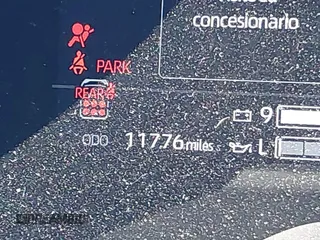 concesionario
PARK
REAR
ODO 11776 miles
9
L